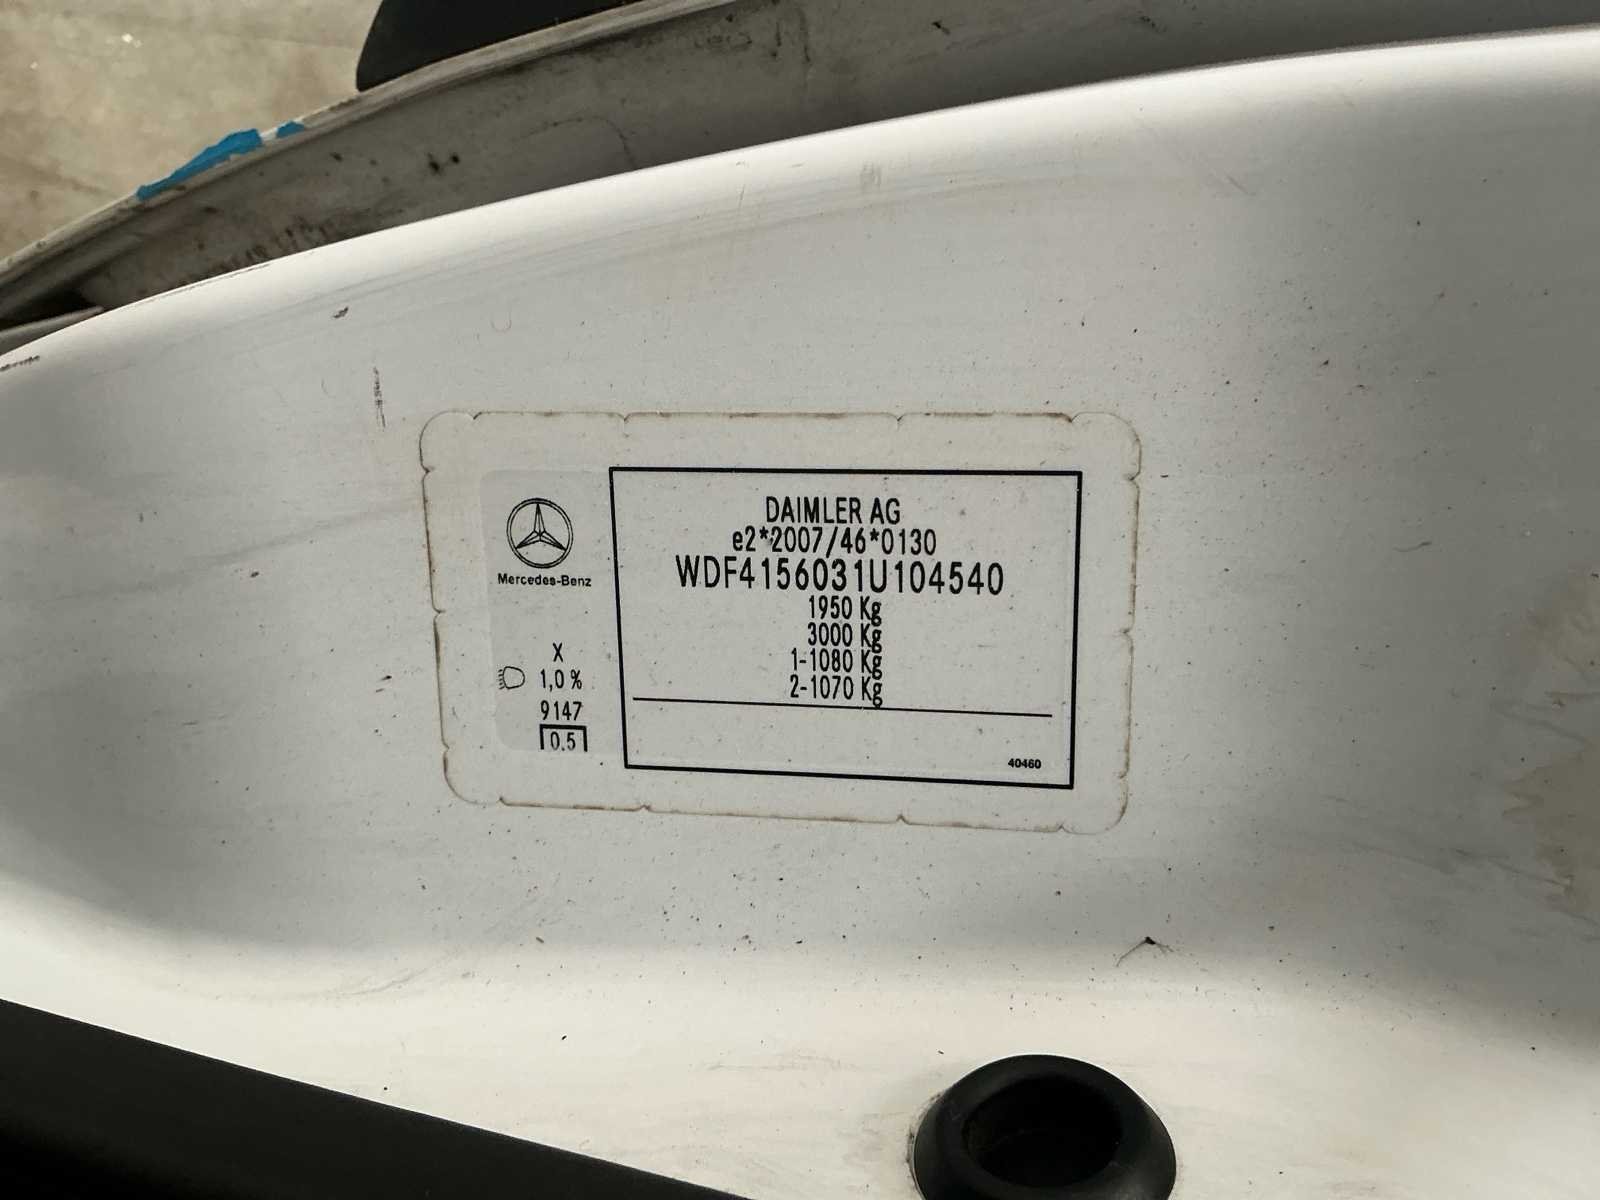 DAIMLER AG
e2*2007/46*0130
WDF4156031U104540
1950 Kg
3000 Kg
1-1080 Kg
2-1070 Kg
40460
Mercedes-Benz
X
1,0 %
9147
0.5